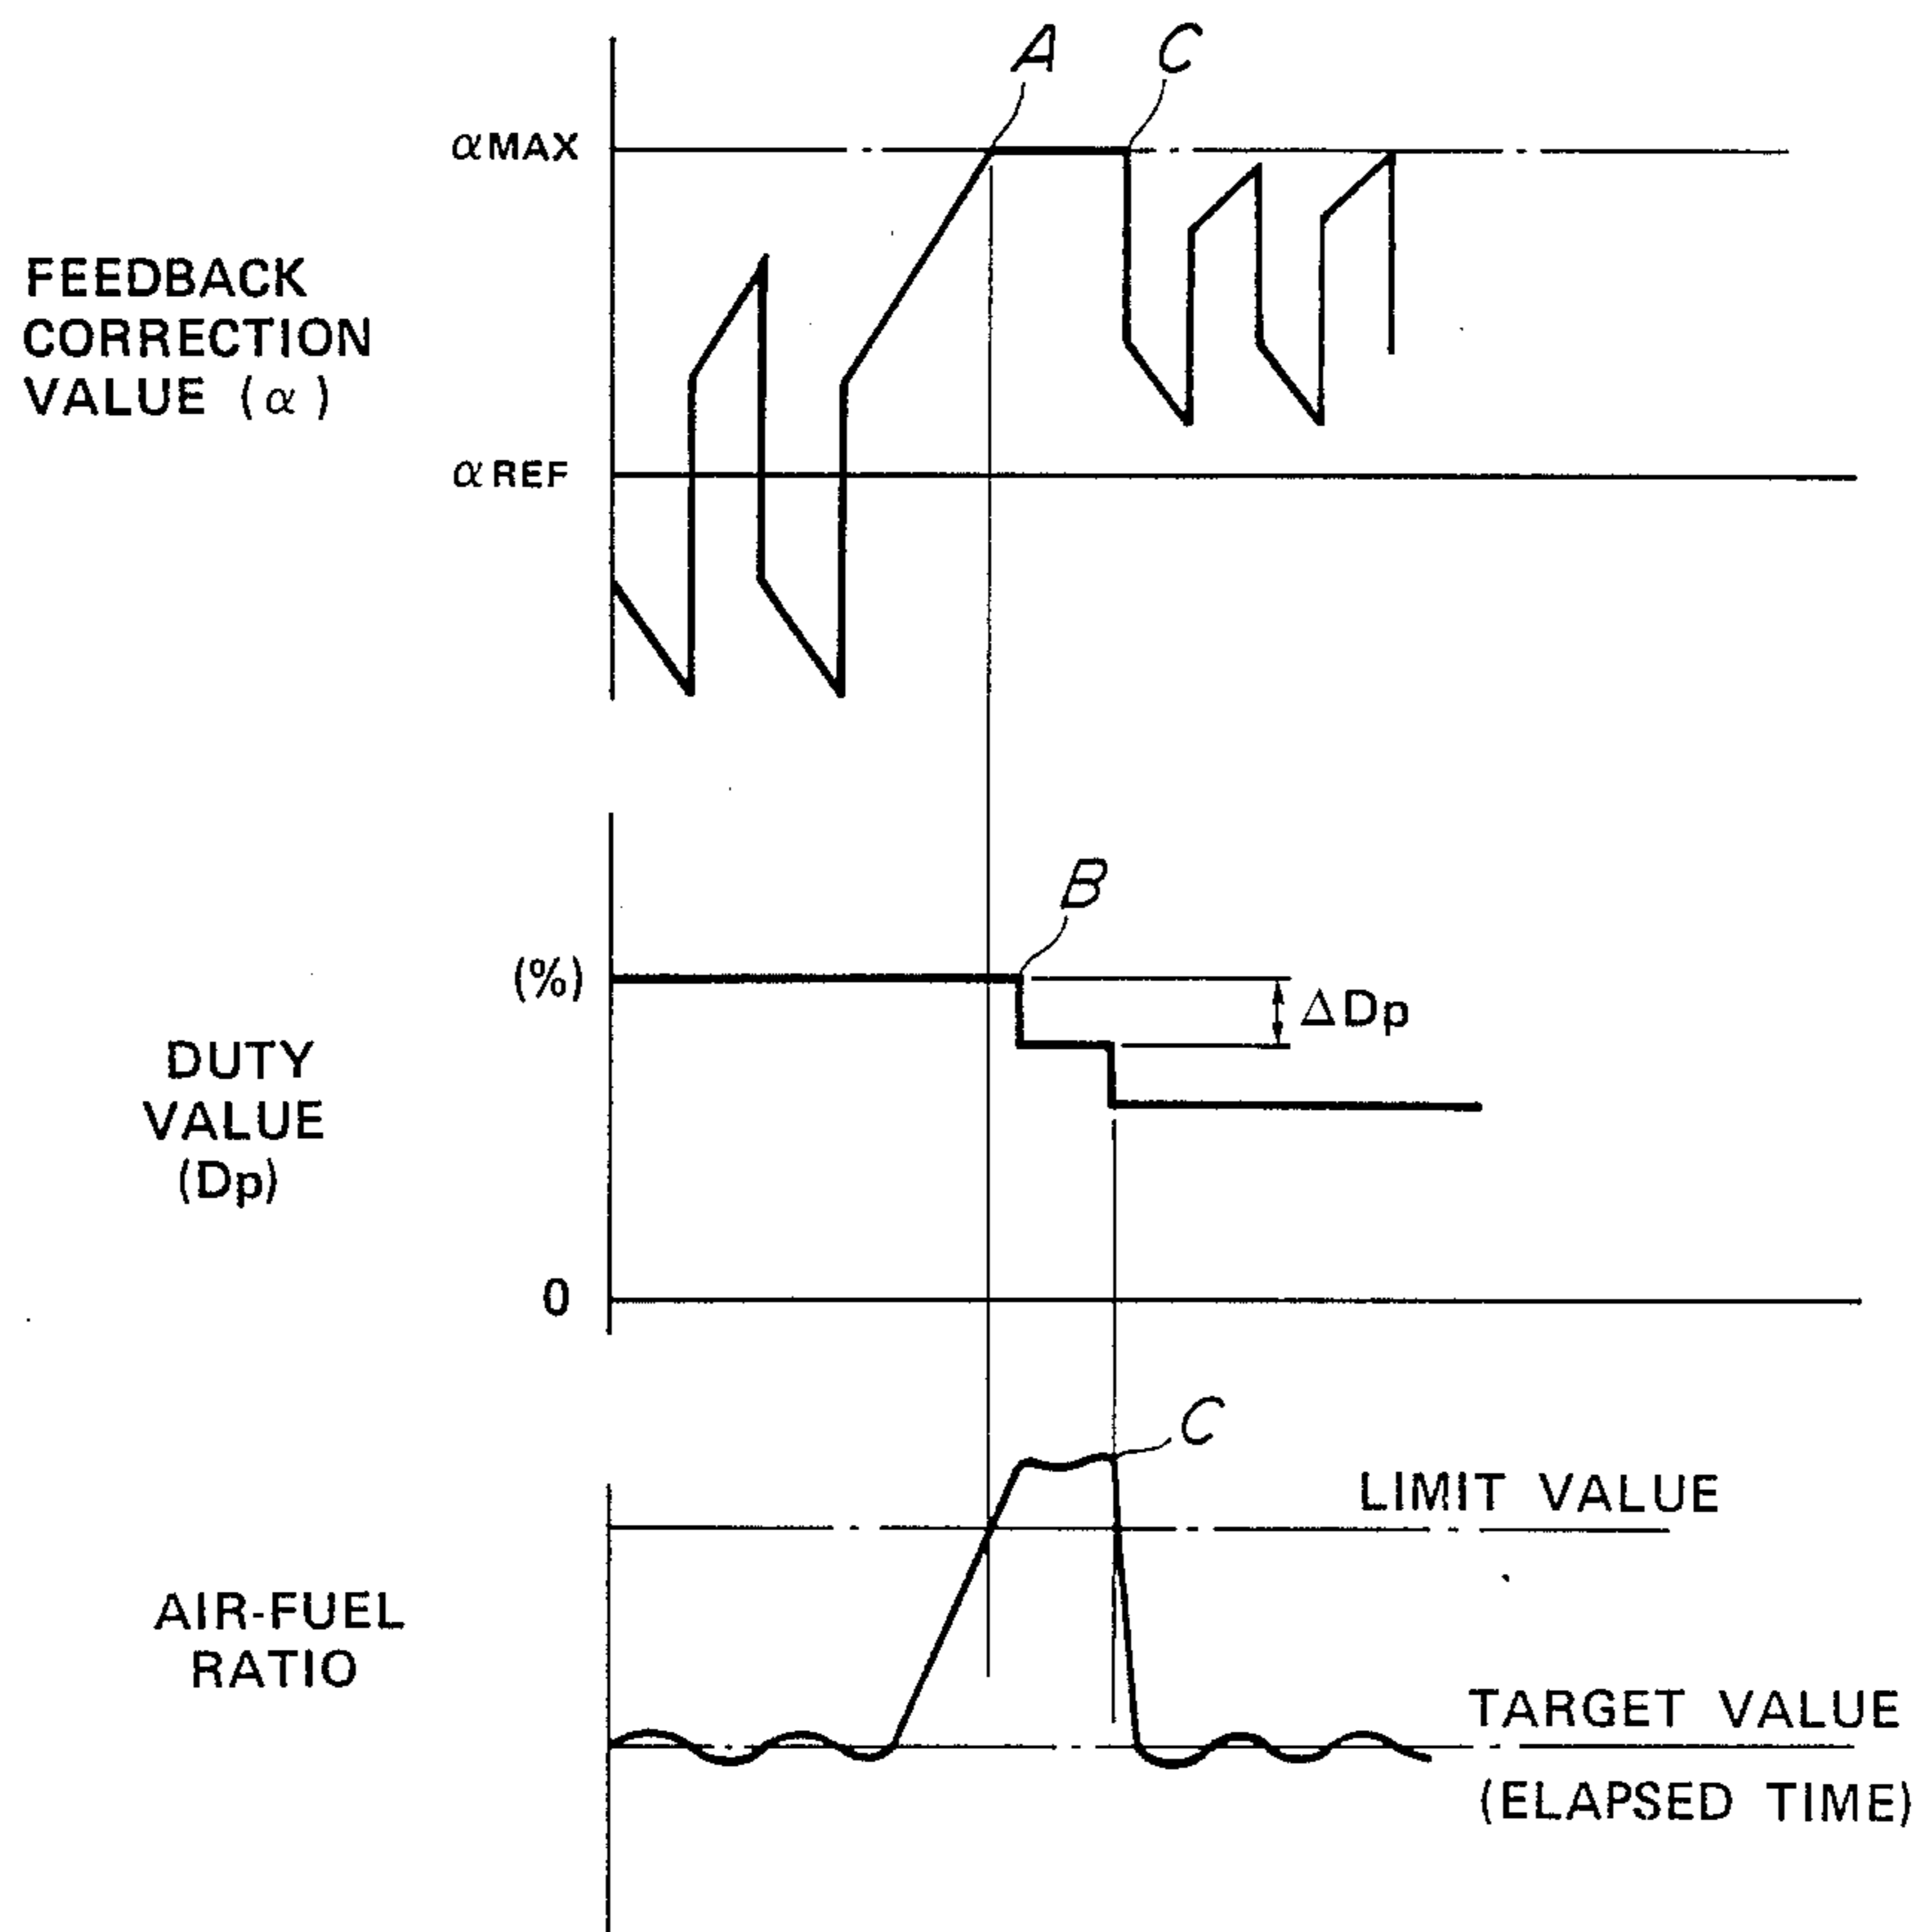 A
C
αMAX
FEEDBACK
CORRECTION
VALUE (α)
αREF
B
(%)
ΔDp
DUTY
VALUE
(Dp)
0
C
LIMIT VALUE
AIR-FUEL
RATIO
TARGET VALUE
(ELAPSED TIME)